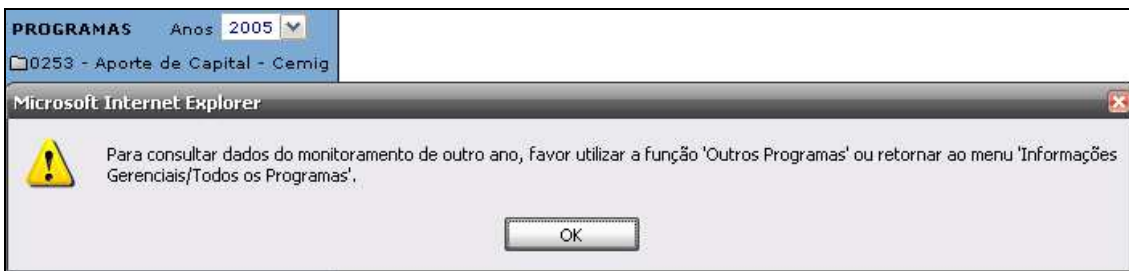 PROGRAMAS Anos 2005
0253 - Aporte de Capital - Cemig
Microsoft Internet Explorer
Para consultar dados do monitoramento de outro ano, favor utilizar a função 'Outros Programas' ou retornar ao menu 'Informações
Gerenciais/Todos os Programas'.
OK